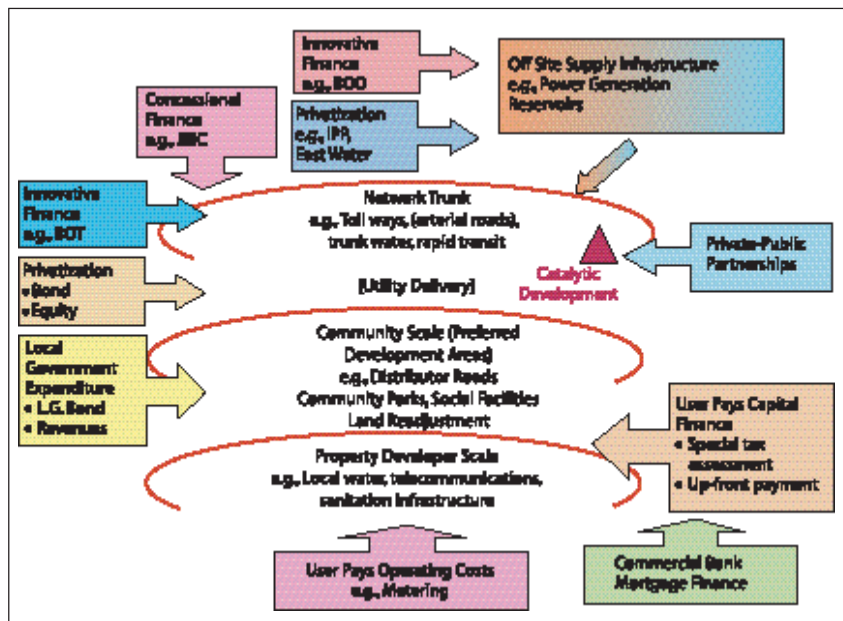 Innovative
Finance
e.g., BOO
Off Site Supply Infrastructure
e.g., Power Generation
Reservoirs
Concessional
Finance
e.g., JBIC
Privatization
e.g., IPP,
East Water
Innovative
Finance
e.g., BOT
Network Trunk
e.g., Toll ways, (arterial roads),
trunk water, rapid transit
Private-Public
Partnerships
Catalytic
Development
Privatization
• Bond
• Equity
[Utility Delivery]
Local
Government
Expenditure
• L.G. Bond
• Revenues
Community Scale (Preferred
Development Areas)
e.g., Distributor Roads
Community Parks, Social Facilities
Land Readjustment
User Pays Capital
Finance
• Special tax
assessment
• Up-front payment
Property Developer Scale
e.g., Local water, telecommunications,
sanitation infrastructure
User Pays Operating Costs
e.g., Metering
Commercial Bank
Mortgage Finance